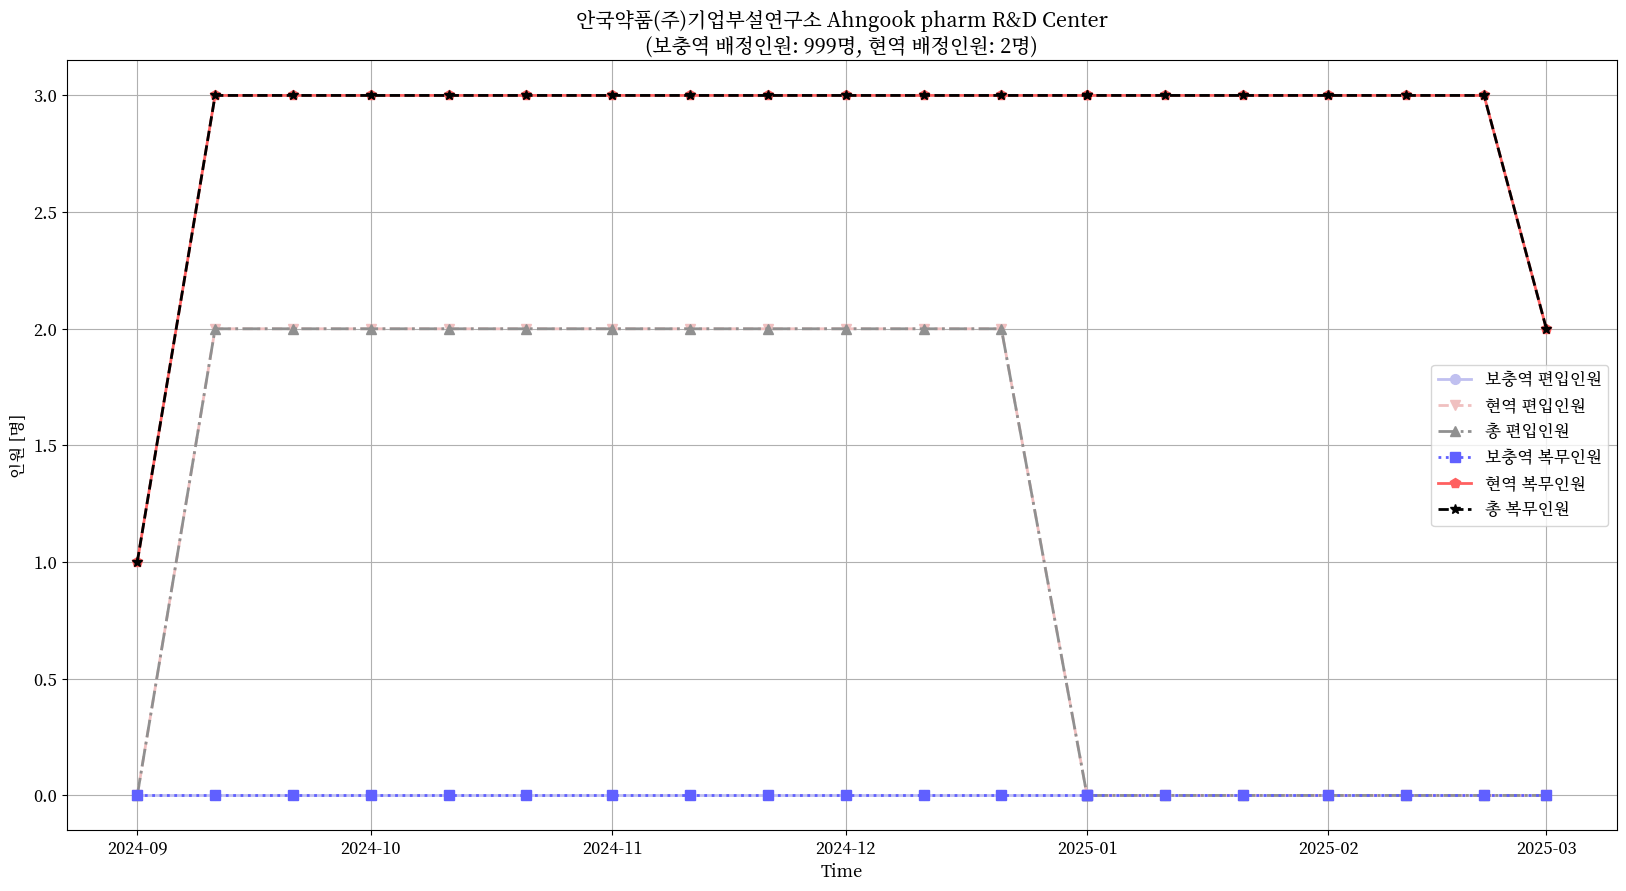 안국약품(주)기업부설연구소 Ahngook pharm R&D Center
(보충역 배정인원: 999명, 현역 배정인원: 2명)
3.0
2.5
2.0
1.5
1.0
0.5
0.0
인원 [명]
보충역 편입인원
현역 편입인원
총 편입인원
보충역 복무인원
현역 복무인원
총 복무인원
2024-09
2024-10
2024-11
2024-12
2025-01
2025-02
2025-03
Time